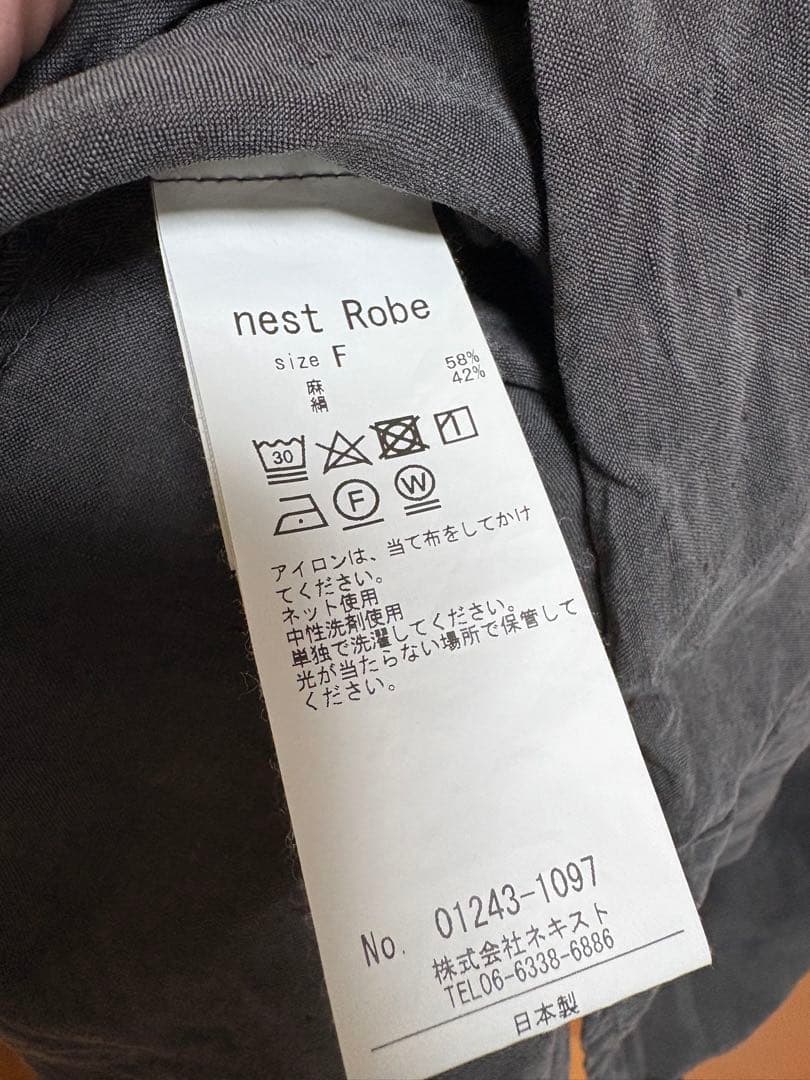 nest Robe
size F
麻 58%
絹 42%
30
F W
アイロンは、当て布をしてかけ
てください。
ネット使用
中性洗剤使用
単独で洗濯してください。
光が当たらない場所で保管して
ください。
No. 01243-1097
株式会社ネキスト
TEL06-6338-6886
日本製